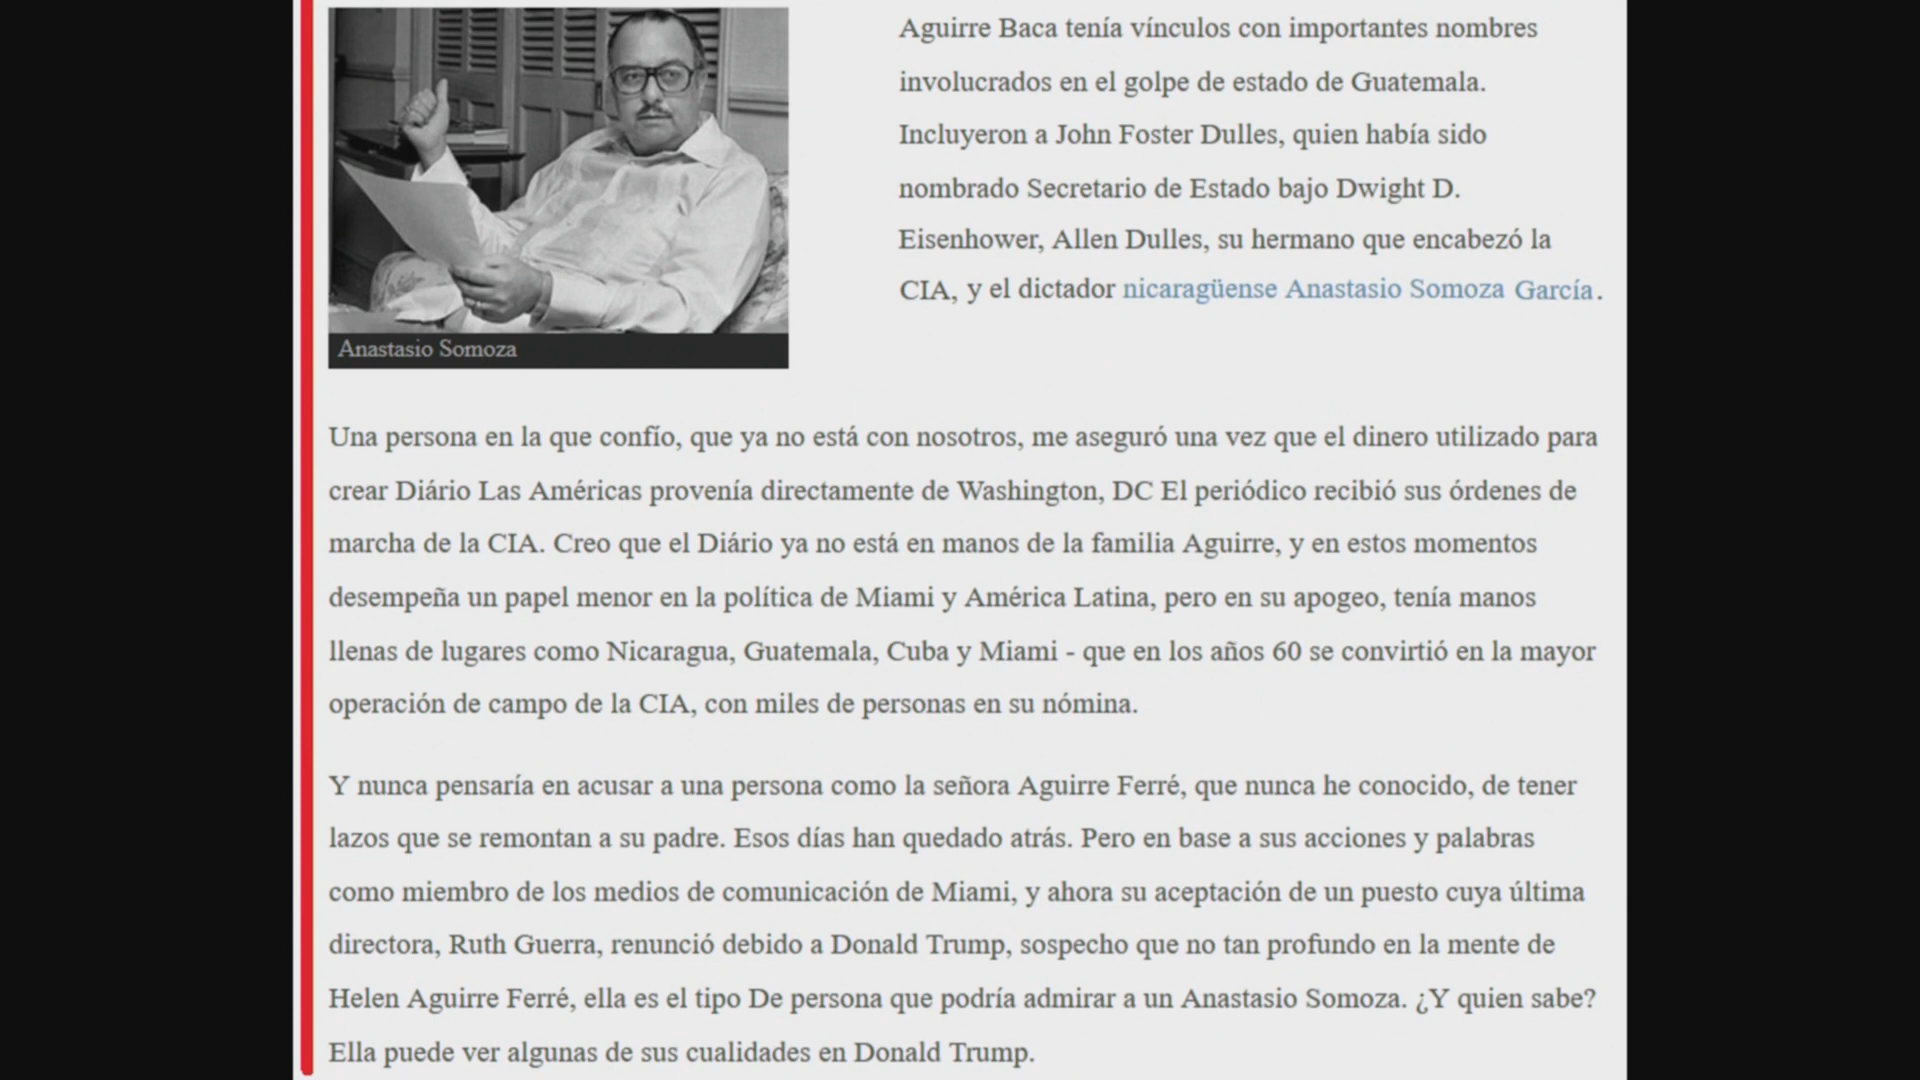 Anastasio Somoza
Aguirre Baca tenía vínculos con importantes nombres
involucrados en el golpe de estado de Guatemala.
Incluyeron a John Foster Dulles, quien había sido
nombrado Secretario de Estado bajo Dwight D.
Eisenhower, Allen Dulles, su hermano que encabezó la
CIA, y el dictador nicaragüense Anastasio Somoza García.
Una persona en la que confío, que ya no está con nosotros, me aseguró una vez que el dinero utilizado para
crear Diário Las Américas provenía directamente de Washington, DC El periódico recibió sus órdenes de
marcha de la CIA. Creo que el Diário ya no está en manos de la familia Aguirre, y en estos momentos
desempeña un papel menor en la política de Miami y América Latina, pero en su apogeo, tenía manos
llenas de lugares como Nicaragua, Guatemala, Cuba y Miami - que en los años 60 se convirtió en la mayor
operación de campo de la CIA, con miles de personas en su nómina.
Y nunca pensaría en acusar a una persona como la señora Aguirre Ferré, que nunca he conocido, de tener
lazos que se remontan a su padre. Esos días han quedado atrás. Pero en base a sus acciones y palabras
como miembro de los medios de comunicación de Miami, y ahora su aceptación de un puesto cuya última
directora, Ruth Guerra, renunció debido a Donald Trump, sospecho que no tan profundo en la mente de
Helen Aguirre Ferré, ella es el tipo De persona que podría admirar a un Anastasio Somoza. ¿Y quien sabe?
Ella puede ver algunas de sus cualidades en Donald Trump.